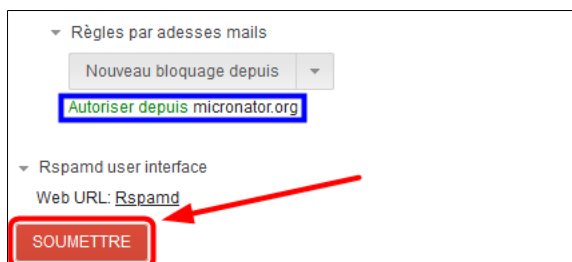 Règles par adesses mails
Nouveau bloquage depuis
Autoriser depuis micronator.org
Rspamd user interface
Web URL: Rspamd
SOUMETTRE